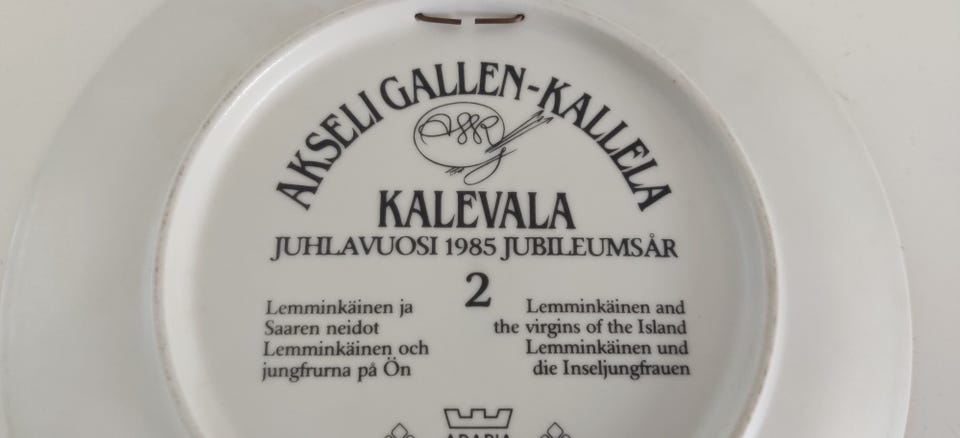 AKSELI GALLEN-KALLELA
KALEVALA
JUHLAVUOSI 1985 JUBILEUMSÅR
2
Lemminkäinen ja
Saaren neidot
Lemminkäinen och
jungfrurna på Ön
Lemminkäinen and
the virgins of the Island
Lemminkäinen und
die Inseljungfrauen
ARABIA